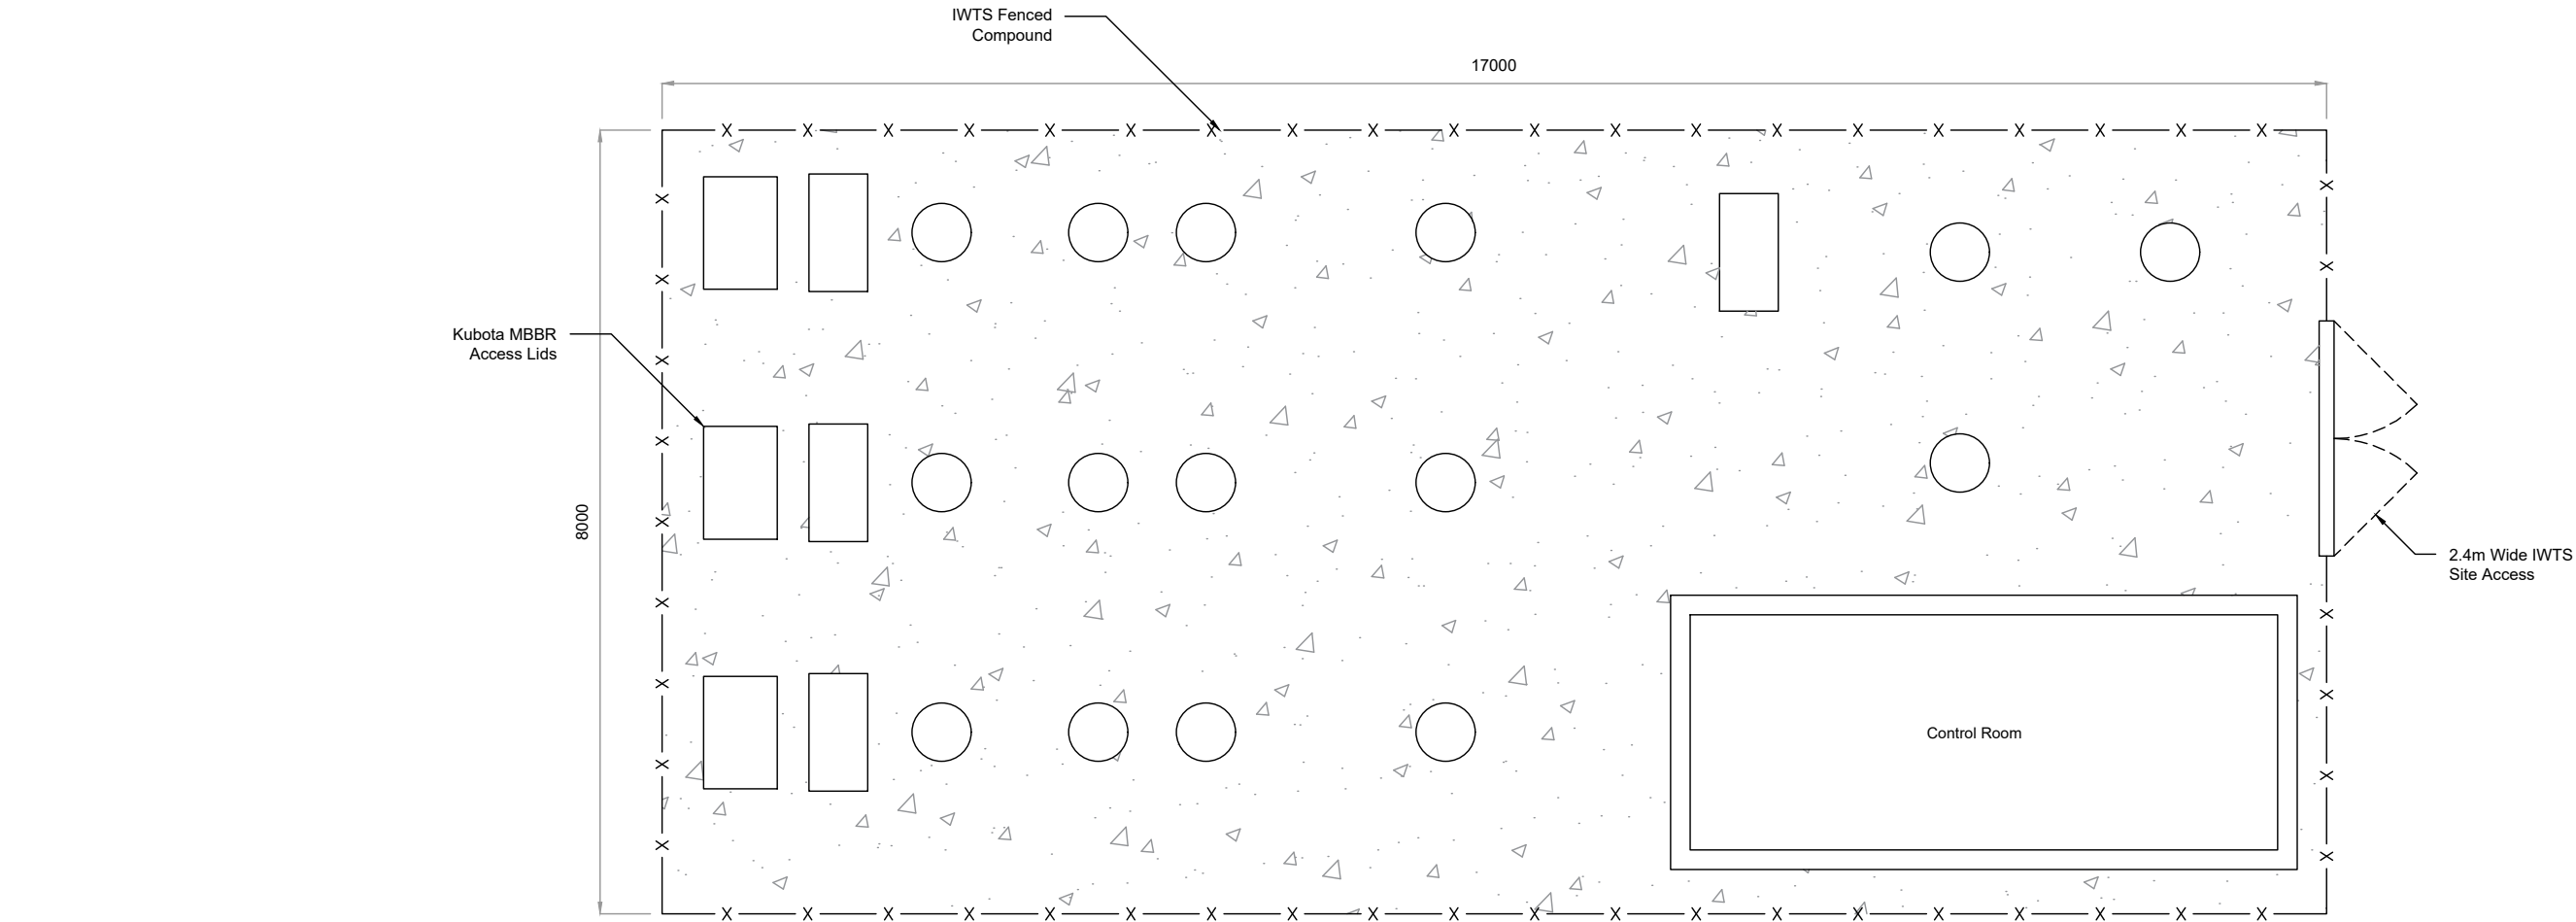 IWTS Fenced
Compound
17000
Kubota MBBR
Access Lids
8000
2.4m Wide IWTS
Site Access
Control Room